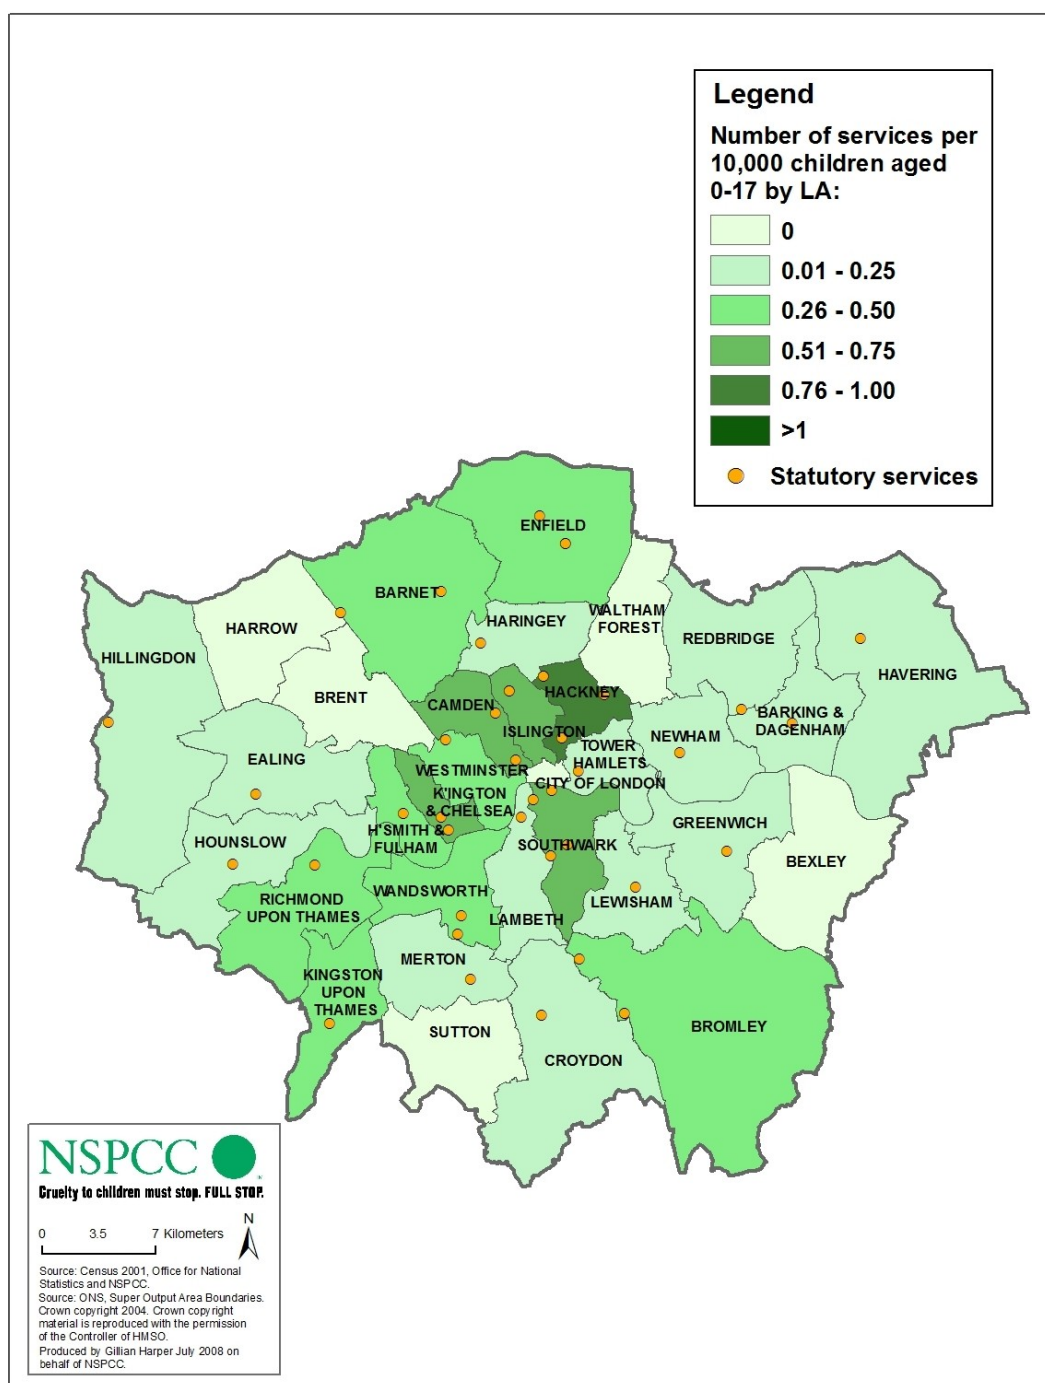 Legend
Number of services per
10,000 children aged
0-17 by LA:
0
0.01 - 0.25
0.26 - 0.50
0.51 - 0.75
0.76 - 1.00
>1
Statutory services
ENFIELD
BARNET
HARROW
HARINGEY
WALTHAM
FOREST
REDBRIDGE
HILLINGDON
HAVERING
BRENT
HACKNEY
CAMDEN
BARKING &
DAGENHAM
ISLINGTON
NEWHAM
TOWER
HAMLETS
EALING
WESTMINSTER
CITY OF LONDON
K'INGTON
& CHELSEA
GREENWICH
H'SMITH &
FULHAM
HOUNSLOW
SOUTHWARK
BEXLEY
WANDSWORTH
RICHMOND
UPON THAMES
LEWISHAM
LAMBETH
MERTON
KINGSTON
UPON
THAMES
SUTTON
BROMLEY
CROYDON
NSPCC
Cruelty to children must stop. FULL STOP.
N
0 3.5 7 Kilometers
Source: Census 2001, Office for National
Statistics and NSPCC.
Source: ONS, Super Output Area Boundaries.
Crown copyright 2004. Crown copyright
material is reproduced with the permission
of the Controller of HMSO.
Produced by Gillian Harper July 2008 on
behalf of NSPCC.